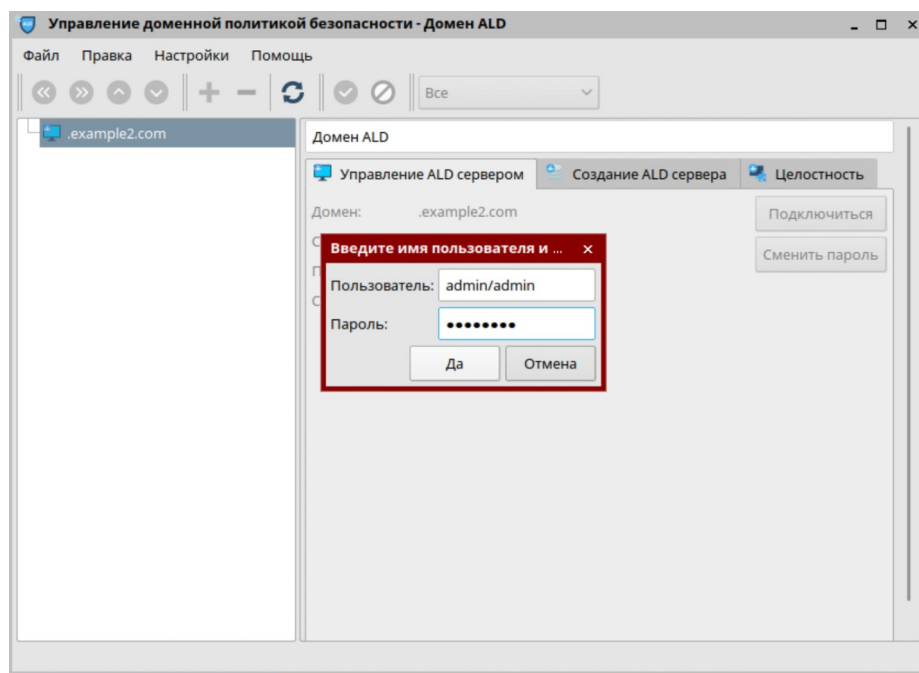 Управление доменной политикой безопасности - Домен ALD
Файл Правка Настройки Помощь
Все
.example2.com
Домен ALD
Управление ALD сервером Создание ALD сервера Целостность
Домен: .example2.com Подключиться
С
Введите имя пользователя и ...
Сменить пароль
П
Пользователь: admin/admin
С
Пароль: ••••••••
Да Отмена